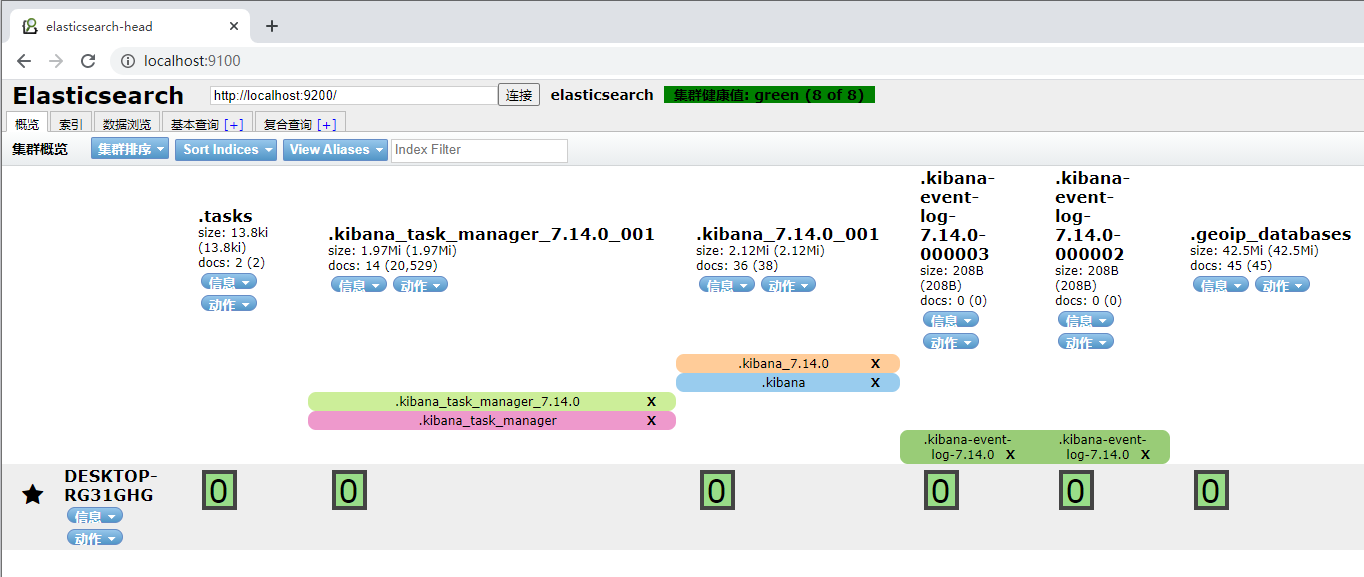 elasticsearch-head
localhost:9100
Elasticsearch http://localhost:9200/ 连接 elasticsearch 集群健康值: green (8 of 8)
概览 索引 数据浏览 基本查询 [+] 复合查询 [+]
集群概览 集群排序 Sort Indices View Aliases Index Filter
.tasks
size: 13.8ki
(13.8ki)
docs: 2 (2)
信息
动作
.kibana_task_manager_7.14.0_001
size: 1.97Mi (1.97Mi)
docs: 14 (20,529)
信息 动作
.kibana_7.14.0_001
size: 2.12Mi (2.12Mi)
docs: 36 (38)
信息 动作
.kibana-
event-
log-
7.14.0-
000003
size: 208B
(208B)
docs: 0 (0)
信息
动作
.kibana-
event-
log-
7.14.0-
000002
size: 208B
(208B)
docs: 0 (0)
信息
动作
.geoip_databases
size: 42.5Mi (42.5Mi)
docs: 45 (45)
信息 动作
.kibana_7.14.0 X
.kibana X
.kibana_task_manager_7.14.0 X
.kibana_task_manager X
.kibana-event-
log-7.14.0 X
.kibana-event-
log-7.14.0 X
DESKTOP-
RG31GHG
信息
动作
0 0 0 0 0 0